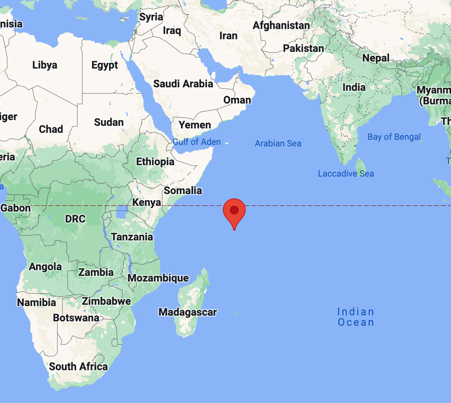 nisia
Syria
Afghanistan
Iraq
Iran
Pakistan
Libya
Egypt
Nepal
Saudi Arabia
India
Oman
Myanm
(Burma
Sudan
iger
Chad
Yemen
Th
Bay of Bengal
Gulf of Aden
Arabian Sea
eria
Ethiopia
Laccadive Sea
a
Somalia
Kenya
Gabon
DRC
Tanzania
Angola
Zambia
Mozambique
Namibia
Zimbabwe
Botswana
Madagascar
Indian
Ocean
South Africa